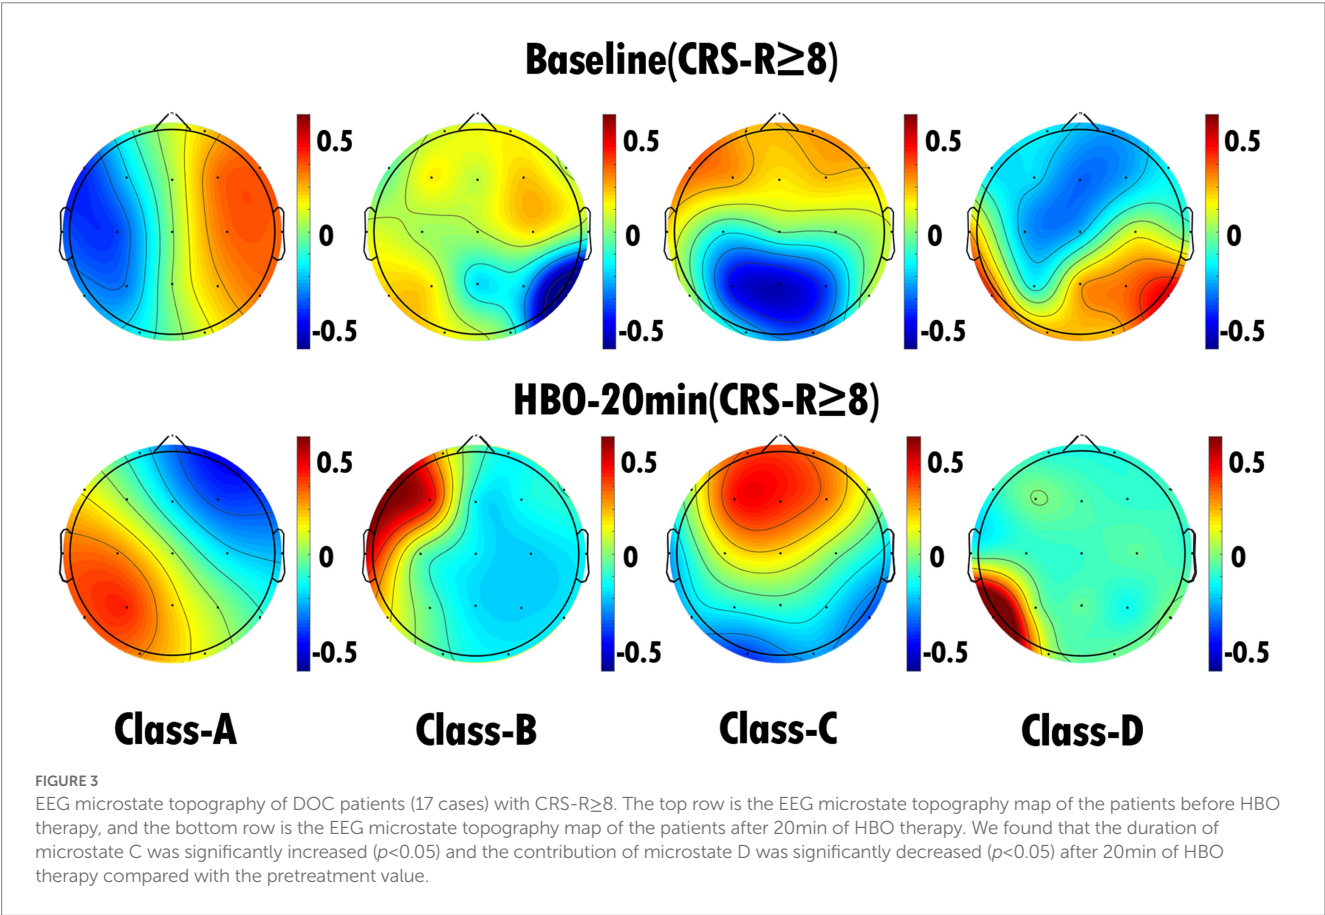 Baseline(CRS-R≥8)
0.5
0
-0.5
0.5
0
-0.5
0.5
0
-0.5
0.5
0
-0.5
HBO-20min(CRS-R≥8)
0.5
0
-0.5
0.5
0
-0.5
0.5
0
-0.5
0.5
0
-0.5
Class-A
Class-B
Class-C
Class-D
FIGURE 3
EEG microstate topography of DOC patients (17 cases) with CRS-R≥8. The top row is the EEG microstate topography map of the patients before HBO
therapy, and the bottom row is the EEG microstate topography map of the patients after 20min of HBO therapy. We found that the duration of
microstate C was significantly increased (p<0.05) and the contribution of microstate D was significantly decreased (p<0.05) after 20min of HBO
therapy compared with the pretreatment value.